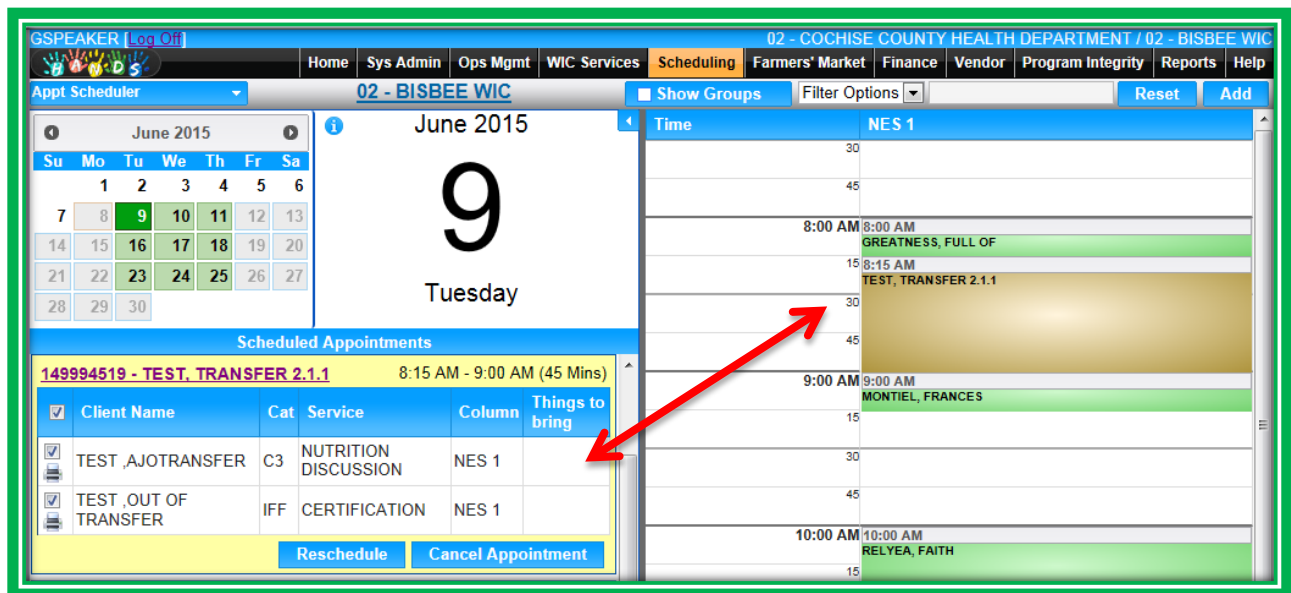 GSPEAKER [Log Off] 02 - COCHISE COUNTY HEALTH DEPARTMENT / 02 - BISBEE WIC
HANDS Home Sys Admin Ops Mgmt WIC Services Scheduling Farmers' Market Finance Vendor Program Integrity Reports Help
Appt Scheduler 02 - BISBEE WIC Show Groups Filter Options Reset Add
June 2015
Su Mo Tu We Th Fr Sa
1 2 3 4 5 6
7 8 9 10 11 12 13
14 15 16 17 18 19 20
21 22 23 24 25 26 27
28 29 30
June 2015
9
Tuesday
Scheduled Appointments
149994519 - TEST, TRANSFER 2.1.1 8:15 AM - 9:00 AM (45 Mins)
Client Name Cat Service Column Things to bring
TEST ,AJOTRANSFER C3 NUTRITION DISCUSSION NES 1
TEST ,OUT OF TRANSFER IFF CERTIFICATION NES 1
Reschedule Cancel Appointment
Time NES 1
30
45
8:00 AM 8:00 AM
GREATNESS, FULL OF
15 8:15 AM
TEST, TRANSFER 2.1.1
30
45
9:00 AM 9:00 AM
MONTIEL, FRANCES
15
30
45
10:00 AM 10:00 AM
RELYEA, FAITH
15